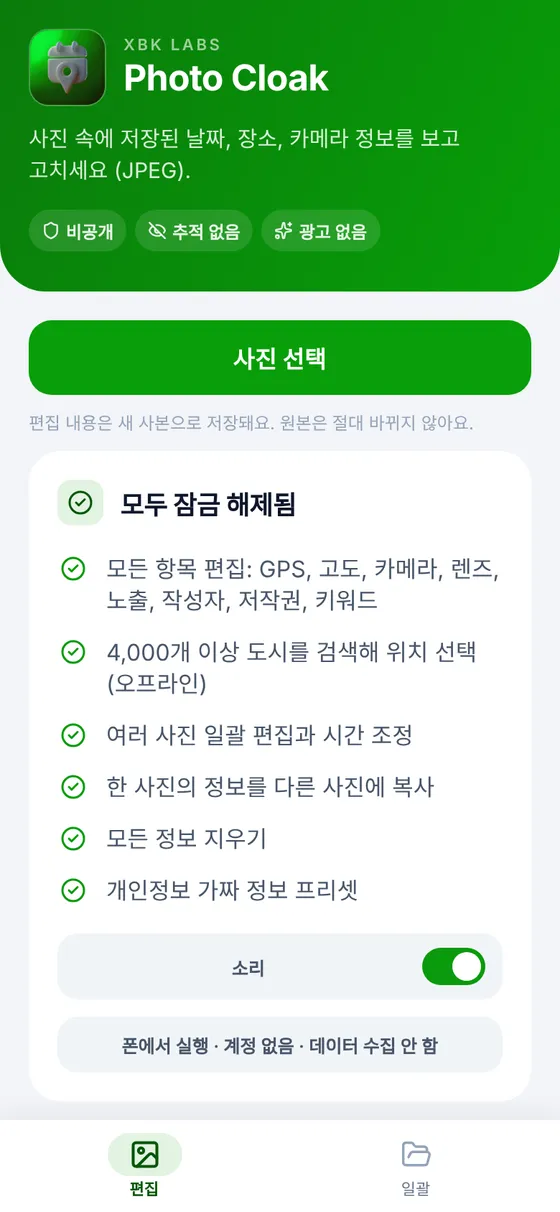 XBK LABS
Photo Cloak
사진 속에 저장된 날짜, 장소, 카메라 정보를 보고
고치세요 (JPEG).
비공개
추적 없음
광고 없음
사진 선택
편집 내용은 새 사본으로 저장돼요. 원본은 절대 바뀌지 않아요.
모두 잠금 해제됨
모든 항목 편집: GPS, 고도, 카메라, 렌즈,
노출, 작성자, 저작권, 키워드
4,000개 이상 도시를 검색해 위치 선택
(오프라인)
여러 사진 일괄 편집과 시간 조정
한 사진의 정보를 다른 사진에 복사
모든 정보 지우기
개인정보 가짜 정보 프리셋
소리
폰에서 실행 · 계정 없음 · 데이터 수집 안 함
편집
일괄